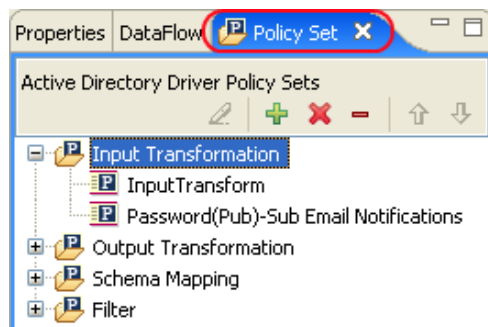 Properties DataFlow Policy Set
Active Directory Driver Policy Sets
Input Transformation
InputTransform
Password(Pub)-Sub Email Notifications
Output Transformation
Schema Mapping
Filter